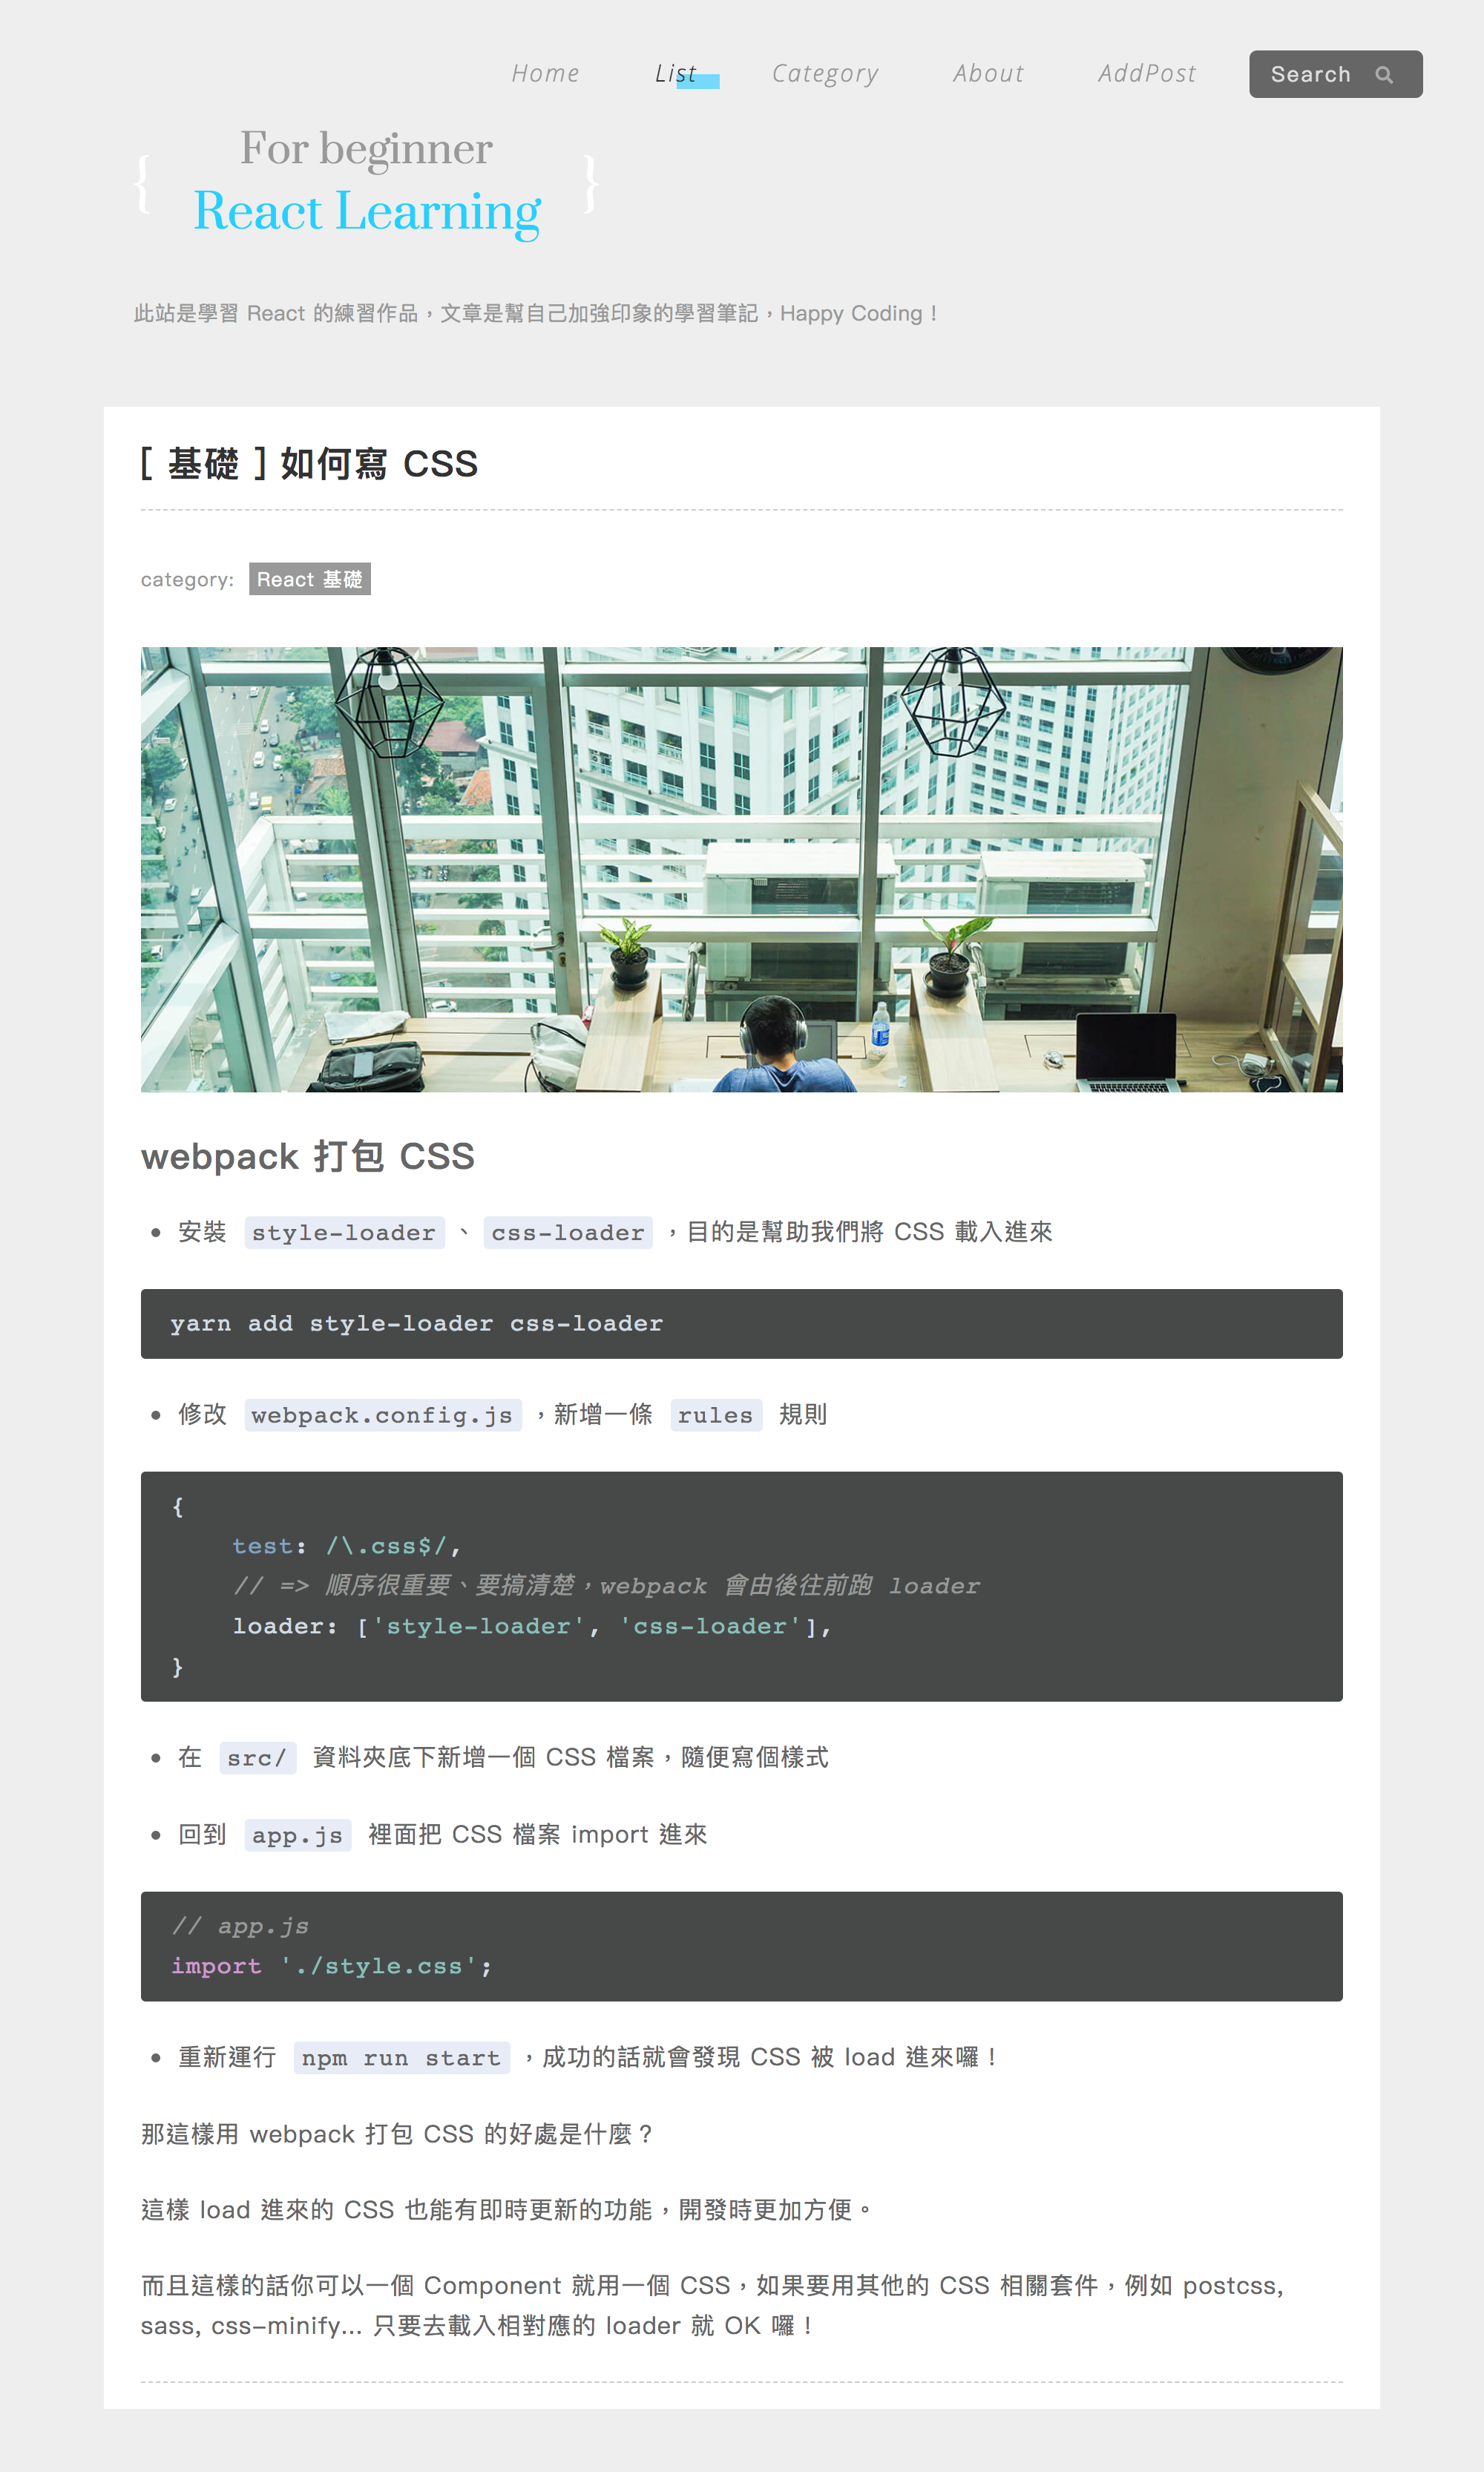 Home List Category About AddPost Search
For beginner
{ }
React Learning
此站是學習 React 的練習作品，文章是幫自己加強印象的學習筆記，Happy Coding！
[ 基礎 ] 如何寫 CSS
category: React 基礎
webpack 打包 CSS
• 安裝 style-loader 、 css-loader ，目的是幫助我們將 CSS 載入進來
yarn add style-loader css-loader
• 修改 webpack.config.js ，新增一條 rules 規則
{
test: /\.css$/,
// => 順序很重要、要搞清楚，webpack 會由後往前跑 loader
loader: ['style-loader', 'css-loader'],
}
• 在 src/ 資料夾底下新增一個 CSS 檔案，隨便寫個樣式
• 回到 app.js 裡面把 CSS 檔案 import 進來
// app.js
import './style.css';
• 重新運行 npm run start ，成功的話就會發現 CSS 被 load 進來囉！
那這樣用 webpack 打包 CSS 的好處是什麼？
這樣 load 進來的 CSS 也能有即時更新的功能，開發時更加方便。
而且這樣的話你可以一個 Component 就用一個 CSS，如果要用其他的 CSS 相關套件，例如 postcss,
sass, css-minify... 只要去載入相對應的 loader 就 OK 囉！